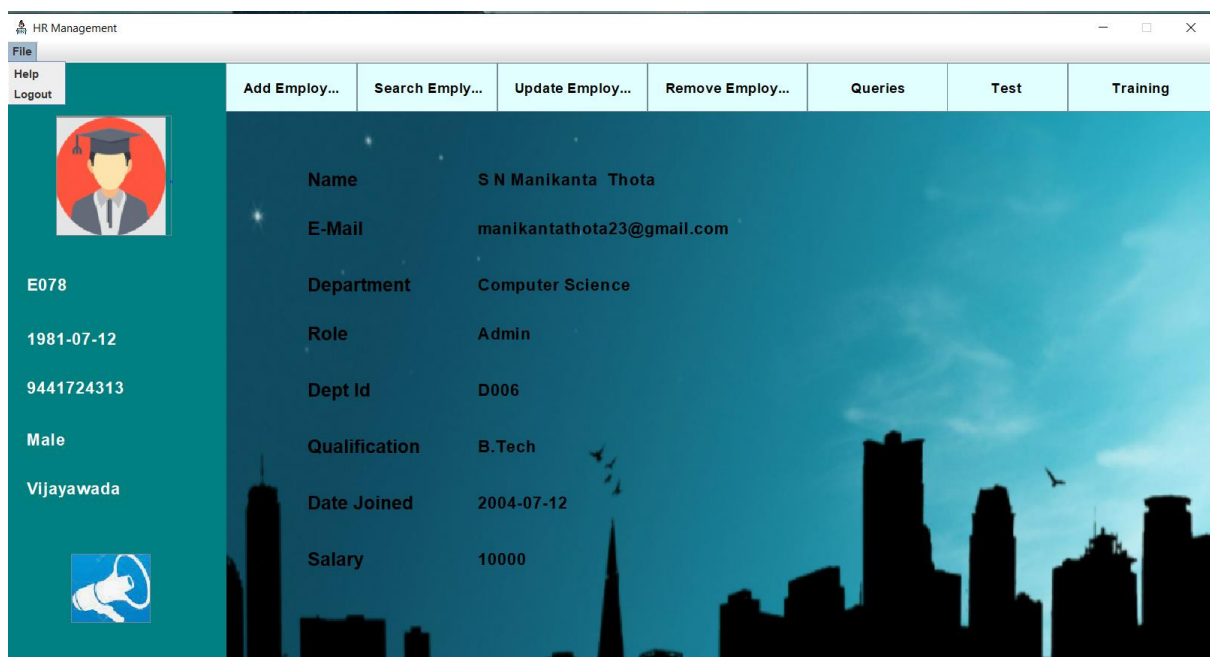 HR Management
File
Help
Logout
Add Employ... Search Emply... Update Employ... Remove Employ... Queries Test Training
E078
1981-07-12
9441724313
Male
Vijayawada
Name S N Manikanta Thota
E-Mail manikantathota23@gmail.com
Department Computer Science
Role Admin
Dept Id D006
Qualification B.Tech
Date Joined 2004-07-12
Salary 10000